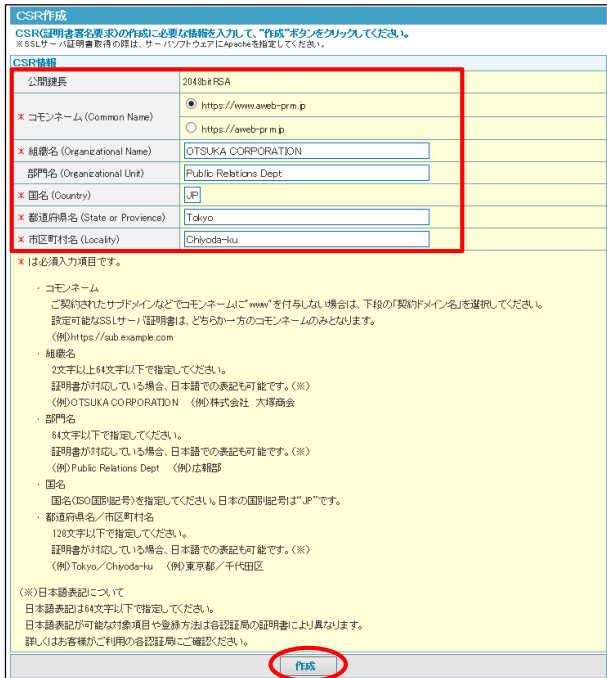 CSR作成
CSR(証明書署名要求)の作成に必要な情報を入力して、"作成"ボタンをクリックしてください。
※SSLサーバ証明書取得の際は、サーバソフトウェアにApacheを指定してください。
CSR情報
公開鍵長 2048bit RSA
* コモンネーム (Common Name) https://www.aweb-prm.jp
https://aweb-prm.jp
* 組織名 (Organizational Name) OTSUKA CORPORATION
部門名 (Organizational Unit) Public Relations Dept
* 国名 (Country) JP
* 都道府県名 (State or Provience) Tokyo
* 市区町村名 (Locality) Chiyoda-ku
* は必須入力項目です。
・ コモンネーム
ご契約されたサブドメインなどでコモンネームに"www"を付与しない場合は、下段の「契約ドメイン名」を選択してください。
設定可能なSSLサーバ証明書は、どちらか一方のコモンネームのみとなります。
(例)https://sub.example.com
・ 組織名
2文字以上64文字以下で指定してください。
証明書が対応している場合、日本語での表記も可能です。(※)
(例)OTSUKA CORPORATION (例)株式会社 大塚商会
・ 部門名
64文字以下で指定してください。
証明書が対応している場合、日本語での表記も可能です。(※)
(例)Public Relations Dept (例)広報部
・ 国名
国名(ISO国別記号)を指定してください。日本の国別記号は"JP"です。
・ 都道府県名／市区町村名
128文字以下で指定してください。
証明書が対応している場合、日本語での表記も可能です。(※)
(例)Tokyo／Chiyoda-ku (例)東京都／千代田区
(※)日本語表記について
日本語表記は64文字以下で指定してください。
日本語表記が可能な対象項目や登録方法は各認証局の証明書により異なります。
詳しくはお客様がご利用の各認証局にご確認ください。
作成